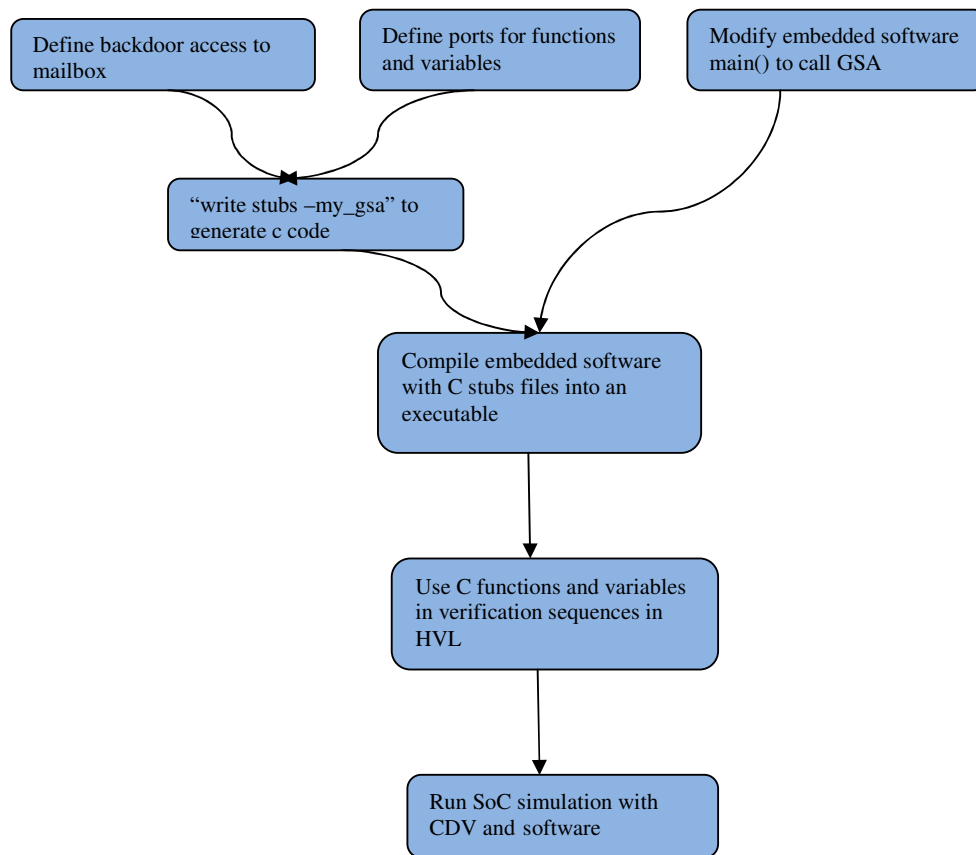 Define backdoor access to
mailbox
Define ports for functions
and variables
Modify embedded software
main() to call GSA
“write stubs –my_gsa” to
generate c code
Compile embedded software
with C stubs files into an
executable
Use C functions and variables
in verification sequences in
HVL
Run SoC simulation with
CDV and software